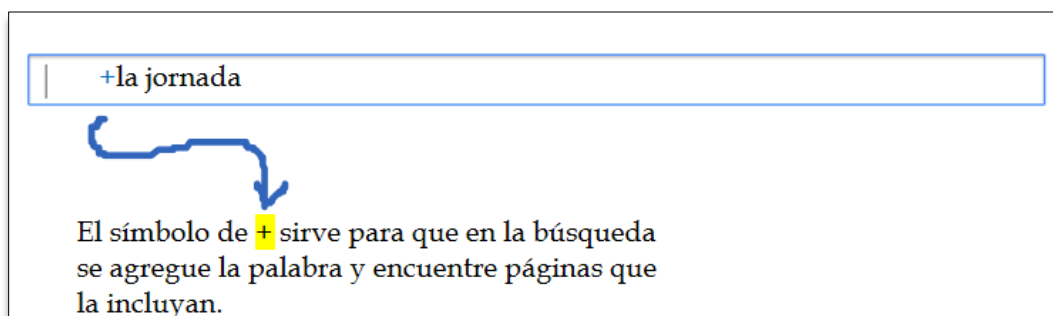 +la jornada
El símbolo de + sirve para que en la búsqueda
se agregue la palabra y encuentre páginas que
la incluyan.